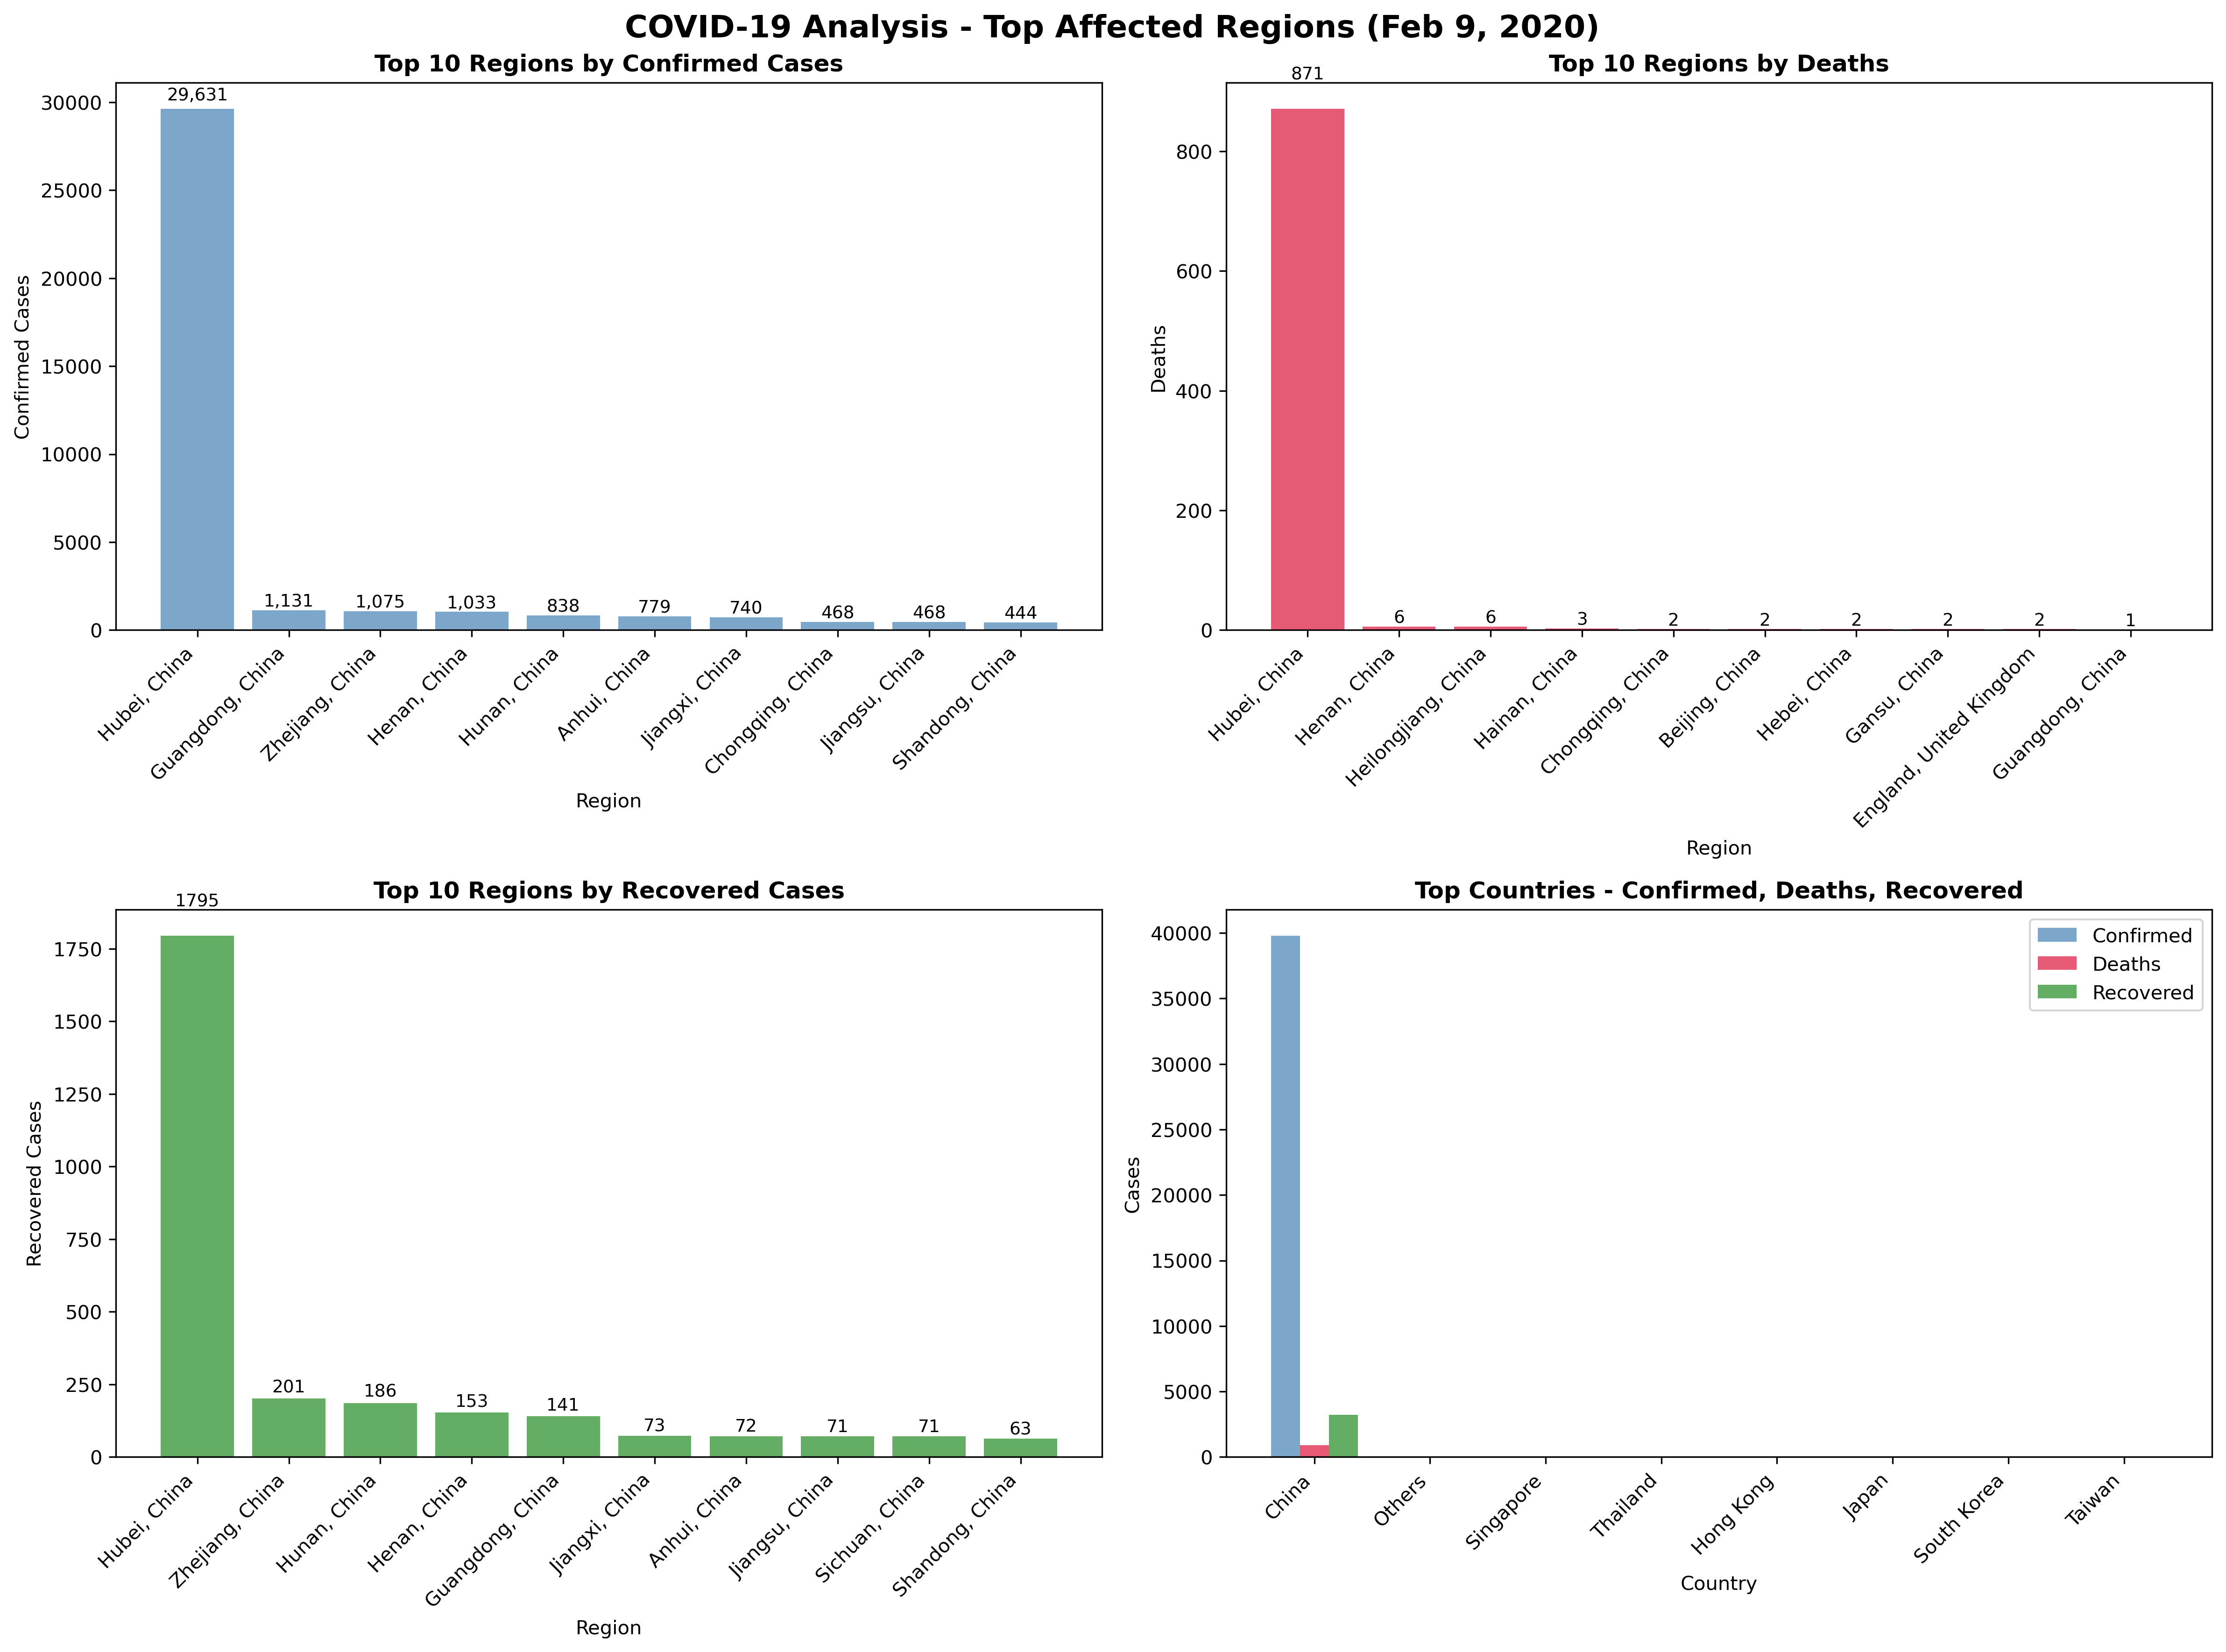 COVID-19 Analysis - Top Affected Regions (Feb 9, 2020)
Top 10 Regions by Confirmed Cases
Confirmed Cases
30000
25000
20000
15000
10000
5000
0
29,631
1,131
1,075
1,033
838
779
740
468
468
444
Hubei, China
Guangdong, China
Zhejiang, China
Henan, China
Hunan, China
Anhui, China
Jiangxi, China
Chongqing, China
Jiangsu, China
Shandong, China
Region
Top 10 Regions by Deaths
Deaths
800
600
400
200
0
871
6
6
3
2
2
2
2
2
1
Hubei, China
Henan, China
Heilongjiang, China
Hainan, China
Chongqing, China
Beijing, China
Hebei, China
Gansu, China
England, United Kingdom
Guangdong, China
Region
Top 10 Regions by Recovered Cases
Recovered Cases
1750
1500
1250
1000
750
500
250
0
1795
201
186
153
141
73
72
71
71
63
Hubei, China
Zhejiang, China
Hunan, China
Henan, China
Guangdong, China
Jiangxi, China
Anhui, China
Jiangsu, China
Sichuan, China
Shandong, China
Region
Top Countries - Confirmed, Deaths, Recovered
Cases
40000
35000
30000
25000
20000
15000
10000
5000
0
Confirmed
Deaths
Recovered
China
Others
Singapore
Thailand
Hong Kong
Japan
South Korea
Taiwan
Country